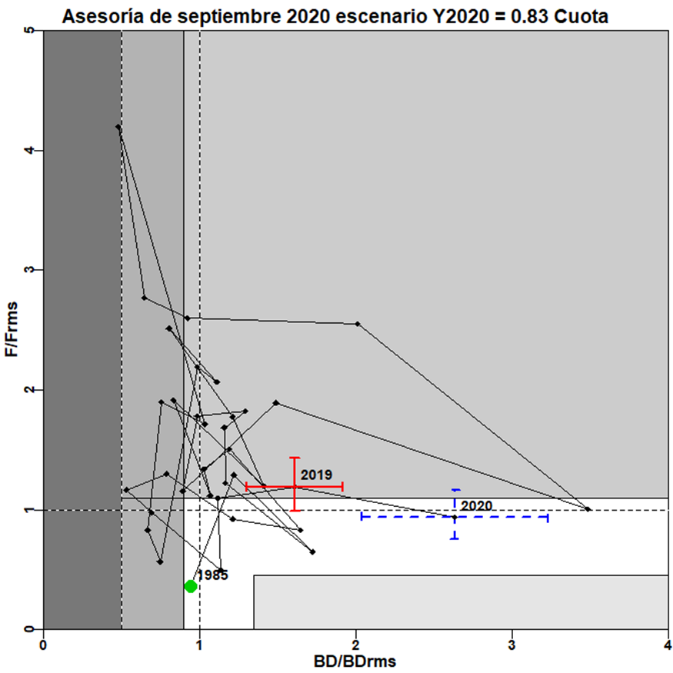 Asesoría de septiembre 2020 escenario Y2020 = 0.83 Cuota
5
4
3
2
1
0
F/Frms
2019
2020
1985
0 1 2 3 4
BD/BDrms